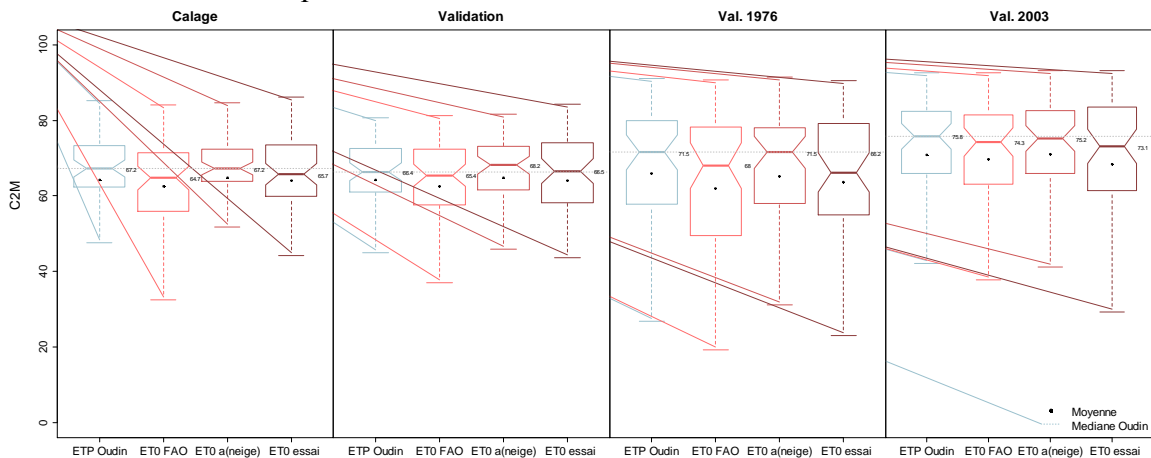 Calage Validation Val. 1976 Val. 2003
C2M
100
80
60
40
20
0
67.2 64.7 67.2 65.7
66.4 65.4 68.2 66.5
71.5 68 71.5 66.2
75.8 74.3 75.2 73.1
Moyenne
Mediane Oudin
ETP Oudin ET0 FAO ET0 a(neige) ET0 essai ETP Oudin ET0 FAO ET0 a(neige) ET0 essai ETP Oudin ET0 FAO ET0 a(neige) ET0 essai ETP Oudin ET0 FAO ET0 a(neige) ET0 essai